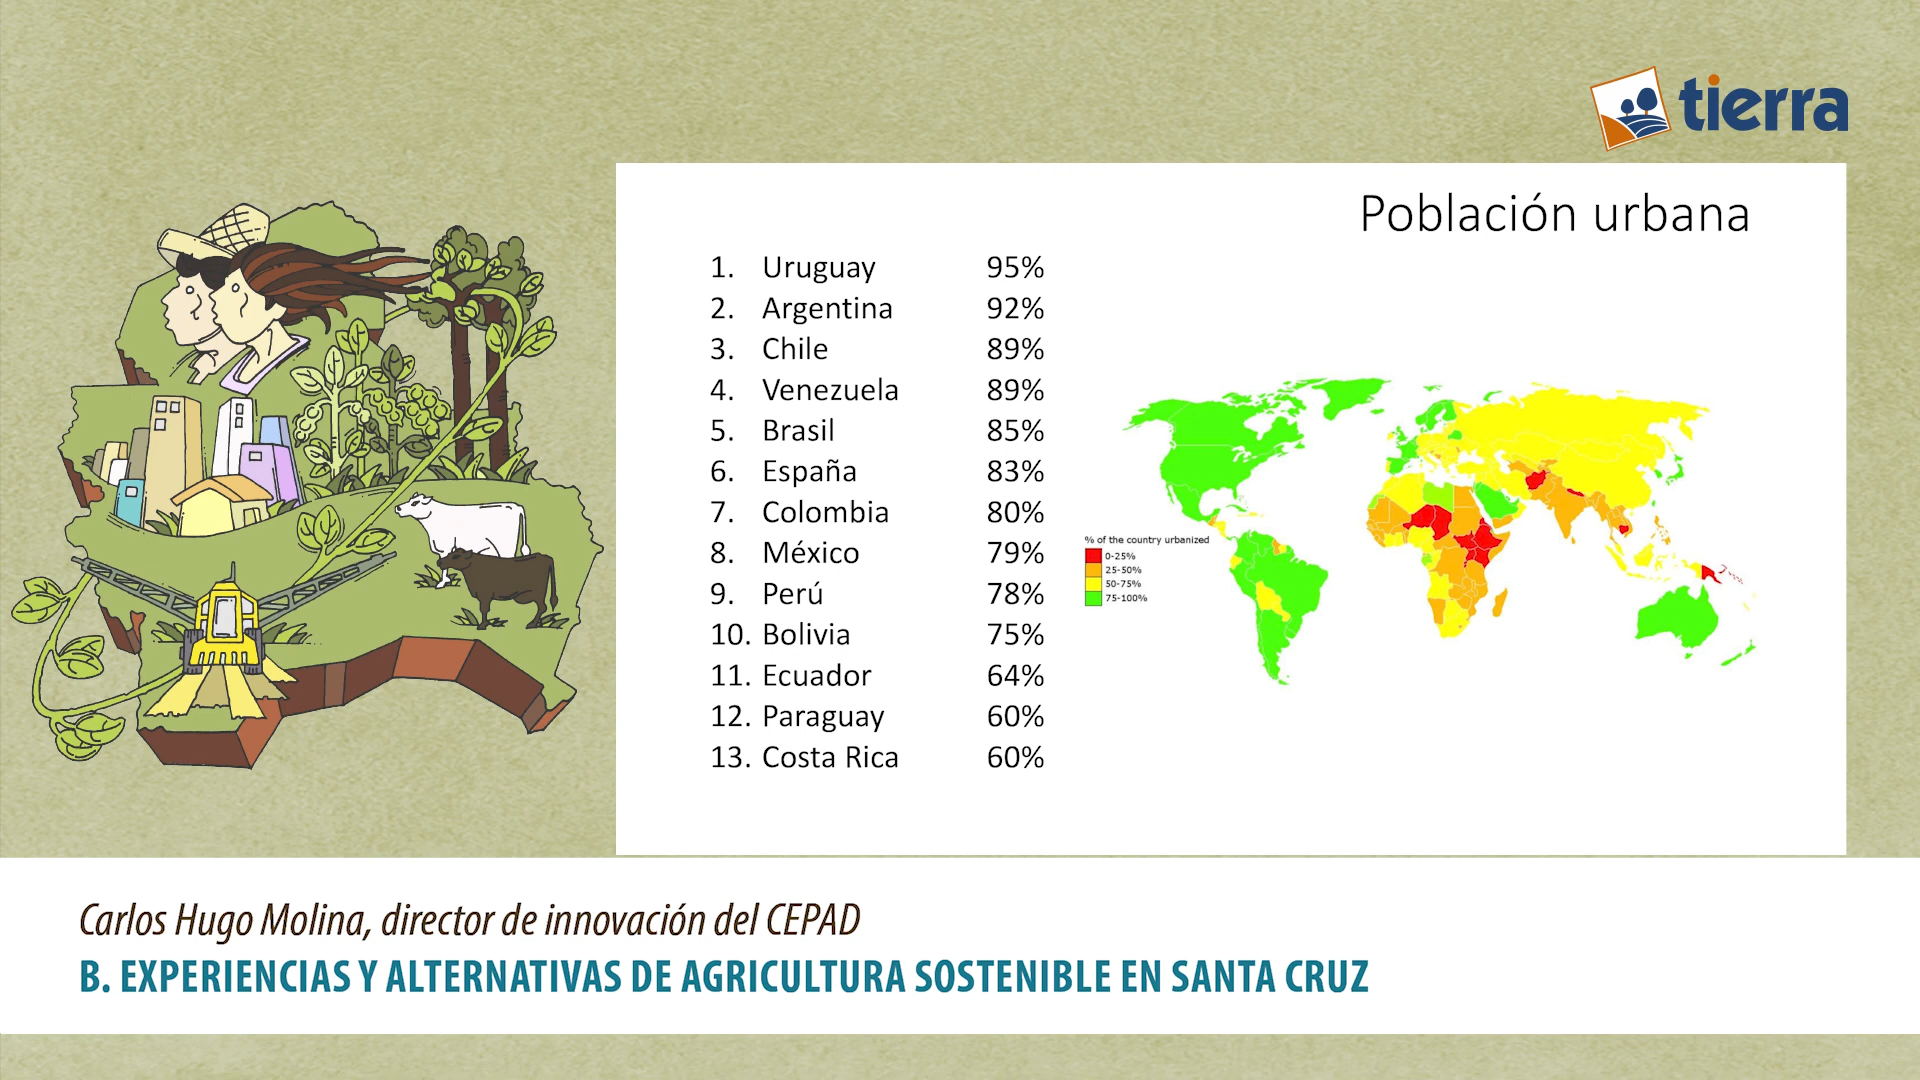 tierra
Población urbana
1. Uruguay 95%
2. Argentina 92%
3. Chile 89%
4. Venezuela 89%
5. Brasil 85%
6. España 83%
7. Colombia 80%
8. México 79%
9. Perú 78%
10. Bolivia 75%
11. Ecuador 64%
12. Paraguay 60%
13. Costa Rica 60%
% of the country urbanized
0-25%
25-50%
50-75%
75-100%
Carlos Hugo Molina, director de innovación del CEPAD
B. EXPERIENCIAS Y ALTERNATIVAS DE AGRICULTURA SOSTENIBLE EN SANTA CRUZ